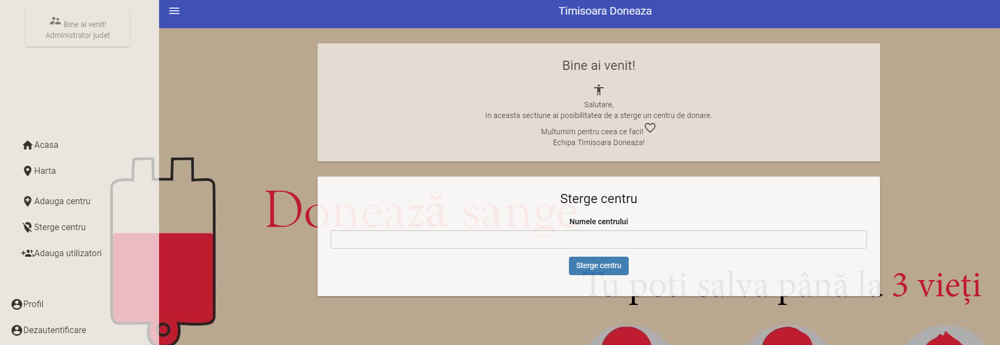 Bine ai venit!
Administrator judet
Acasa
Harta
Adauga centru
Sterge centru
Adauga utilizatori
Profil
Dezautentificare
Timisoara Doneaza
Bine ai venit!
Salutare,
In aceasta sectiune ai posibilitatea de a sterge un centru de donare.
Multumim pentru ceea ce faci!
Echipa Timisoara Doneaza!
Donează sange
Sterge centru
Numele centrului
Sterge centru
Tu poti salva până la 3 vieți